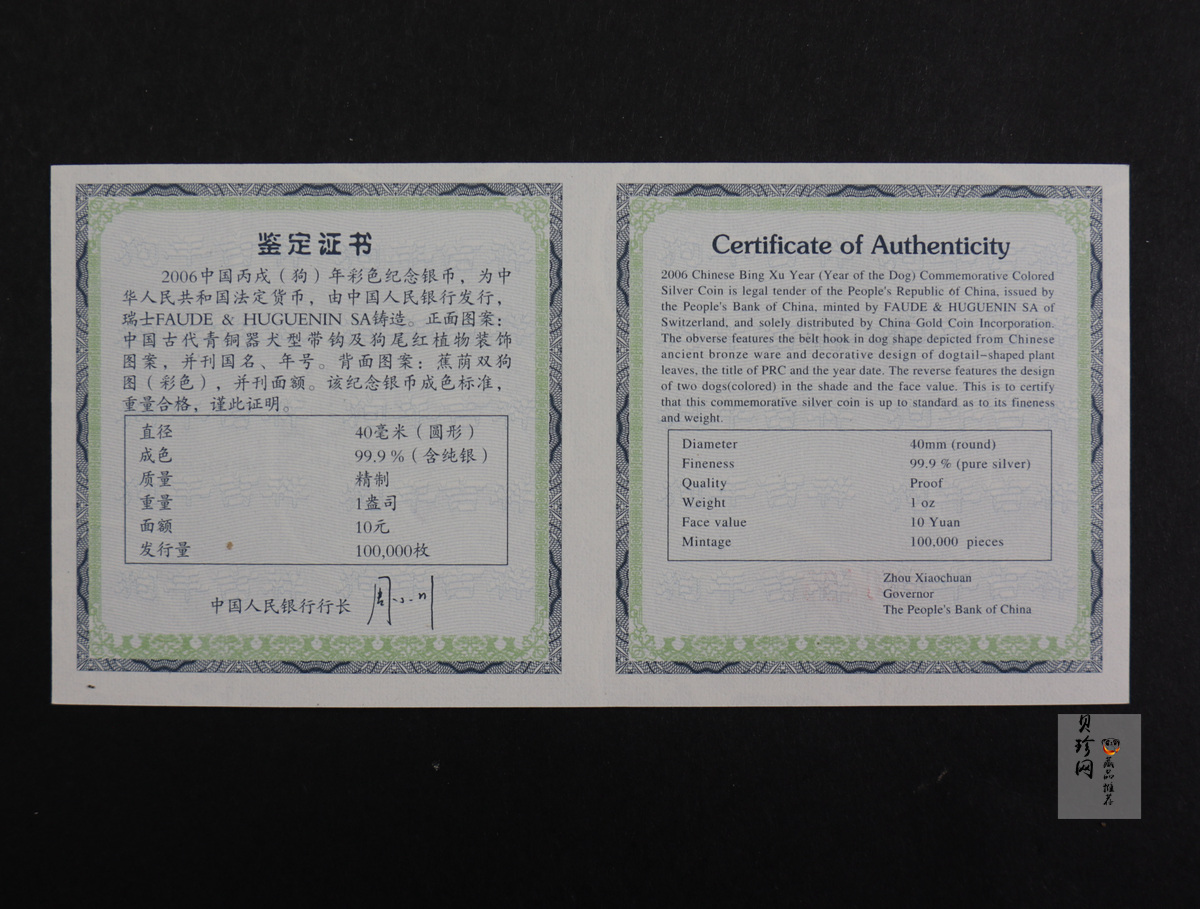 鉴定证书
2006中国丙戌（狗）年彩色纪念银币，为中
华人民共和国法定货币，由中国人民银行发行，
瑞士FAUDE & HUGUENIN SA铸造。正面图案：
中国古代青铜器犬型带钩及狗尾红植物装饰
图案，并刊国名、年号。背面图案：蕉荫双狗
图（彩色），并刊面额。该纪念银币成色标准，
重量合格，谨此证明。
直径 40毫米（圆形）
成色 99.9％（含纯银）
质量 精制
重量 1盎司
面额 10元
发行量 100,000枚
中国人民银行行长 周小川
Certificate of Authenticity
2006 Chinese Bing Xu Year (Year of the Dog) Commemorative Colored
Silver Coin is legal tender of the People's Republic of China, issued by
the People's Bank of China, minted by FAUDE & HUGUENIN SA of
Switzerland, and solely distributed by China Gold Coin Incorporation.
The obverse features the belt hook in dog shape depicted from Chinese
ancient bronze ware and decorative design of dogtail-shaped plant
leaves, the title of PRC and the year date. The reverse features the design
of two dogs(colored) in the shade and the face value. This is to certify
that this commemorative silver coin is up to standard as to its fineness
and weight.
Diameter 40mm (round)
Fineness 99.9 % (pure silver)
Quality Proof
Weight 1 oz
Face value 10 Yuan
Mintage 100,000 pieces
Zhou Xiaochuan
Governor
The People's Bank of China
贝珍网
藏品推荐